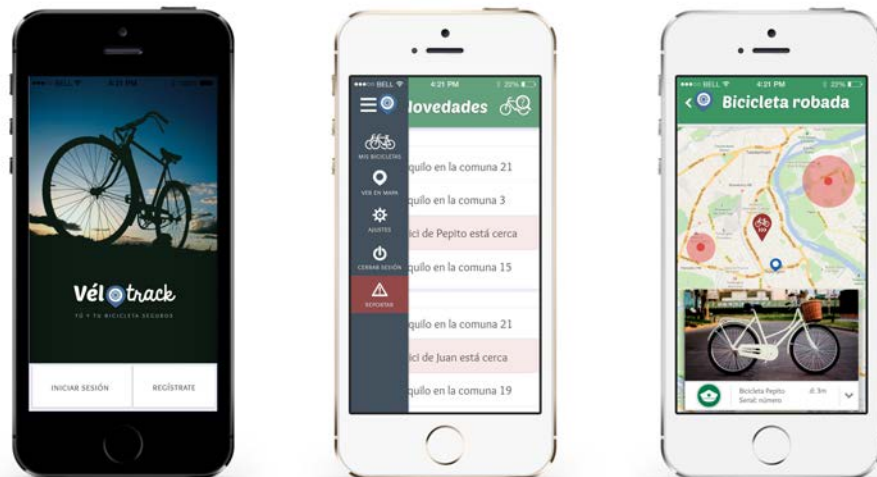 BELL 4:21 PM
Vélotrack
TÚ Y TU BICICLETA SEGUROS
INICIAR SESIÓN REGÍSTRATE
BELL 4:21 PM 22%
Novedades
MIS BICICLETAS
VER EN MAPA
AJUSTES
CERRAR SESIÓN
REPORTAR
quilo en la comuna 21
quilo en la comuna 3
ici de Pepito está cerca
quilo en la comuna 15
quilo en la comuna 21
ici de Juan está cerca
quilo en la comuna 19
BELL 4:21 PM 22%
Bicicleta robada
Bicicleta Pepito
d: 3m
Serial: número